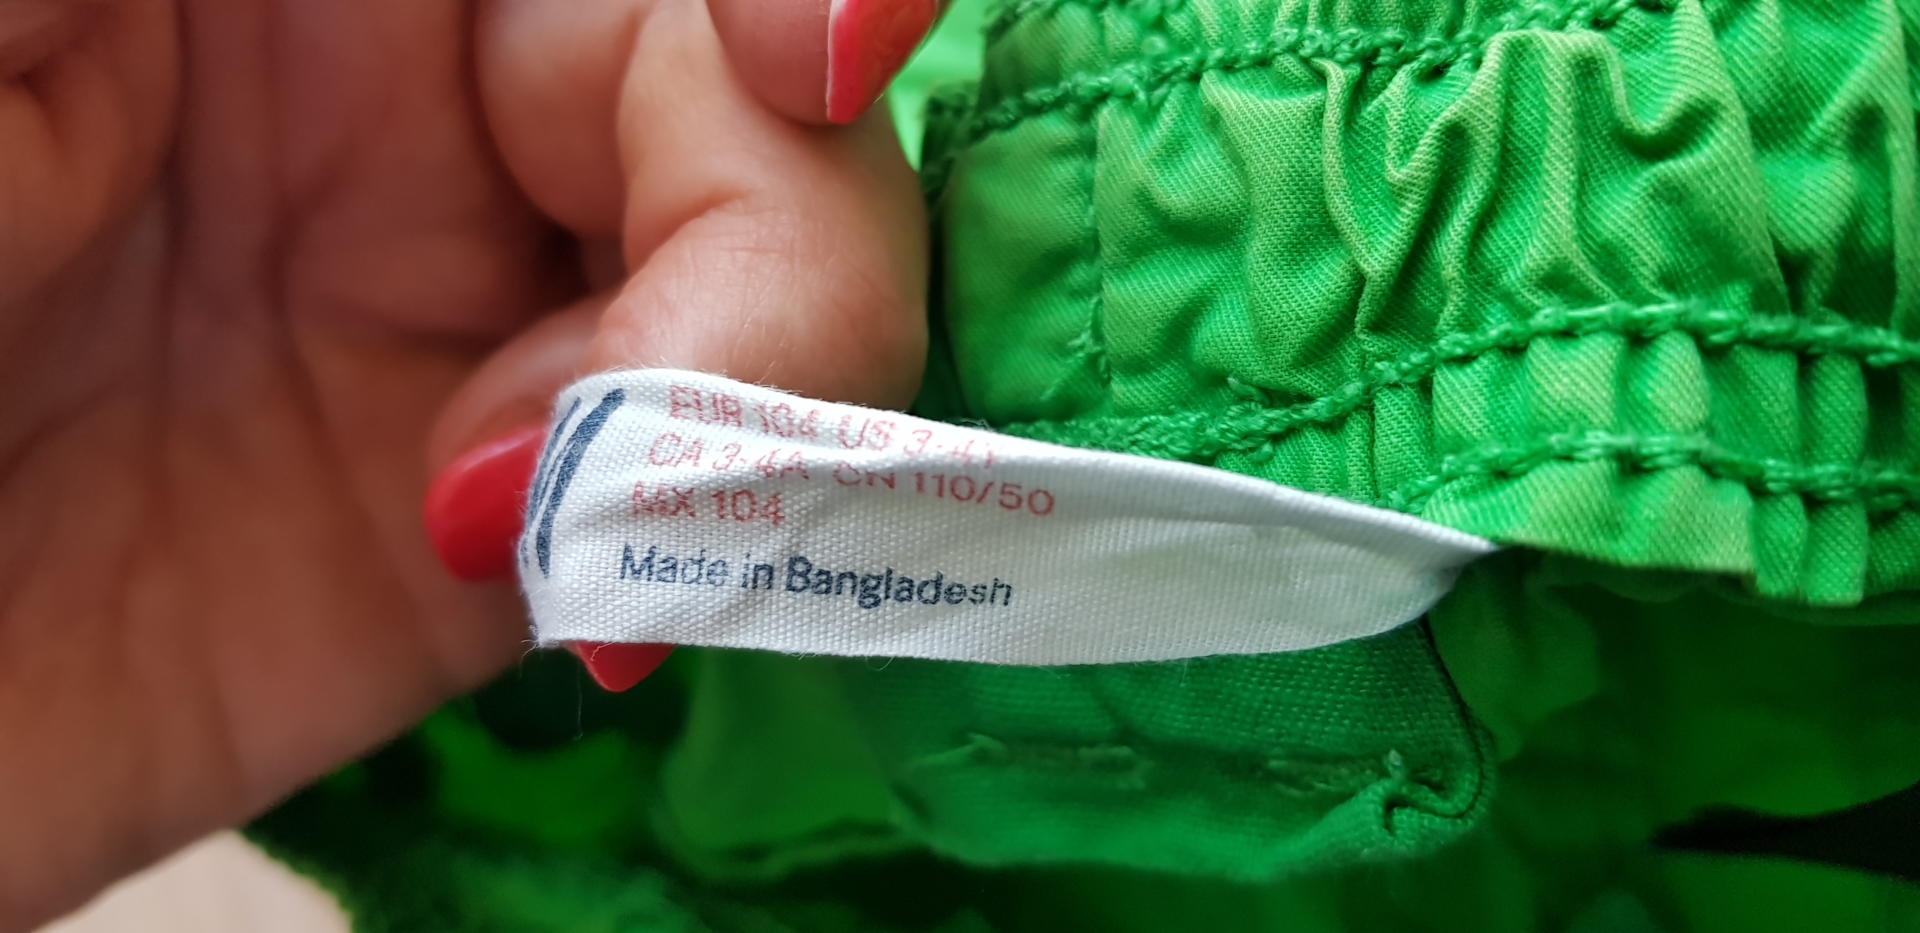 EUR 104 US 3-4Y
CA 3-4A CN 110/50
MX 104
Made in Bangladesh